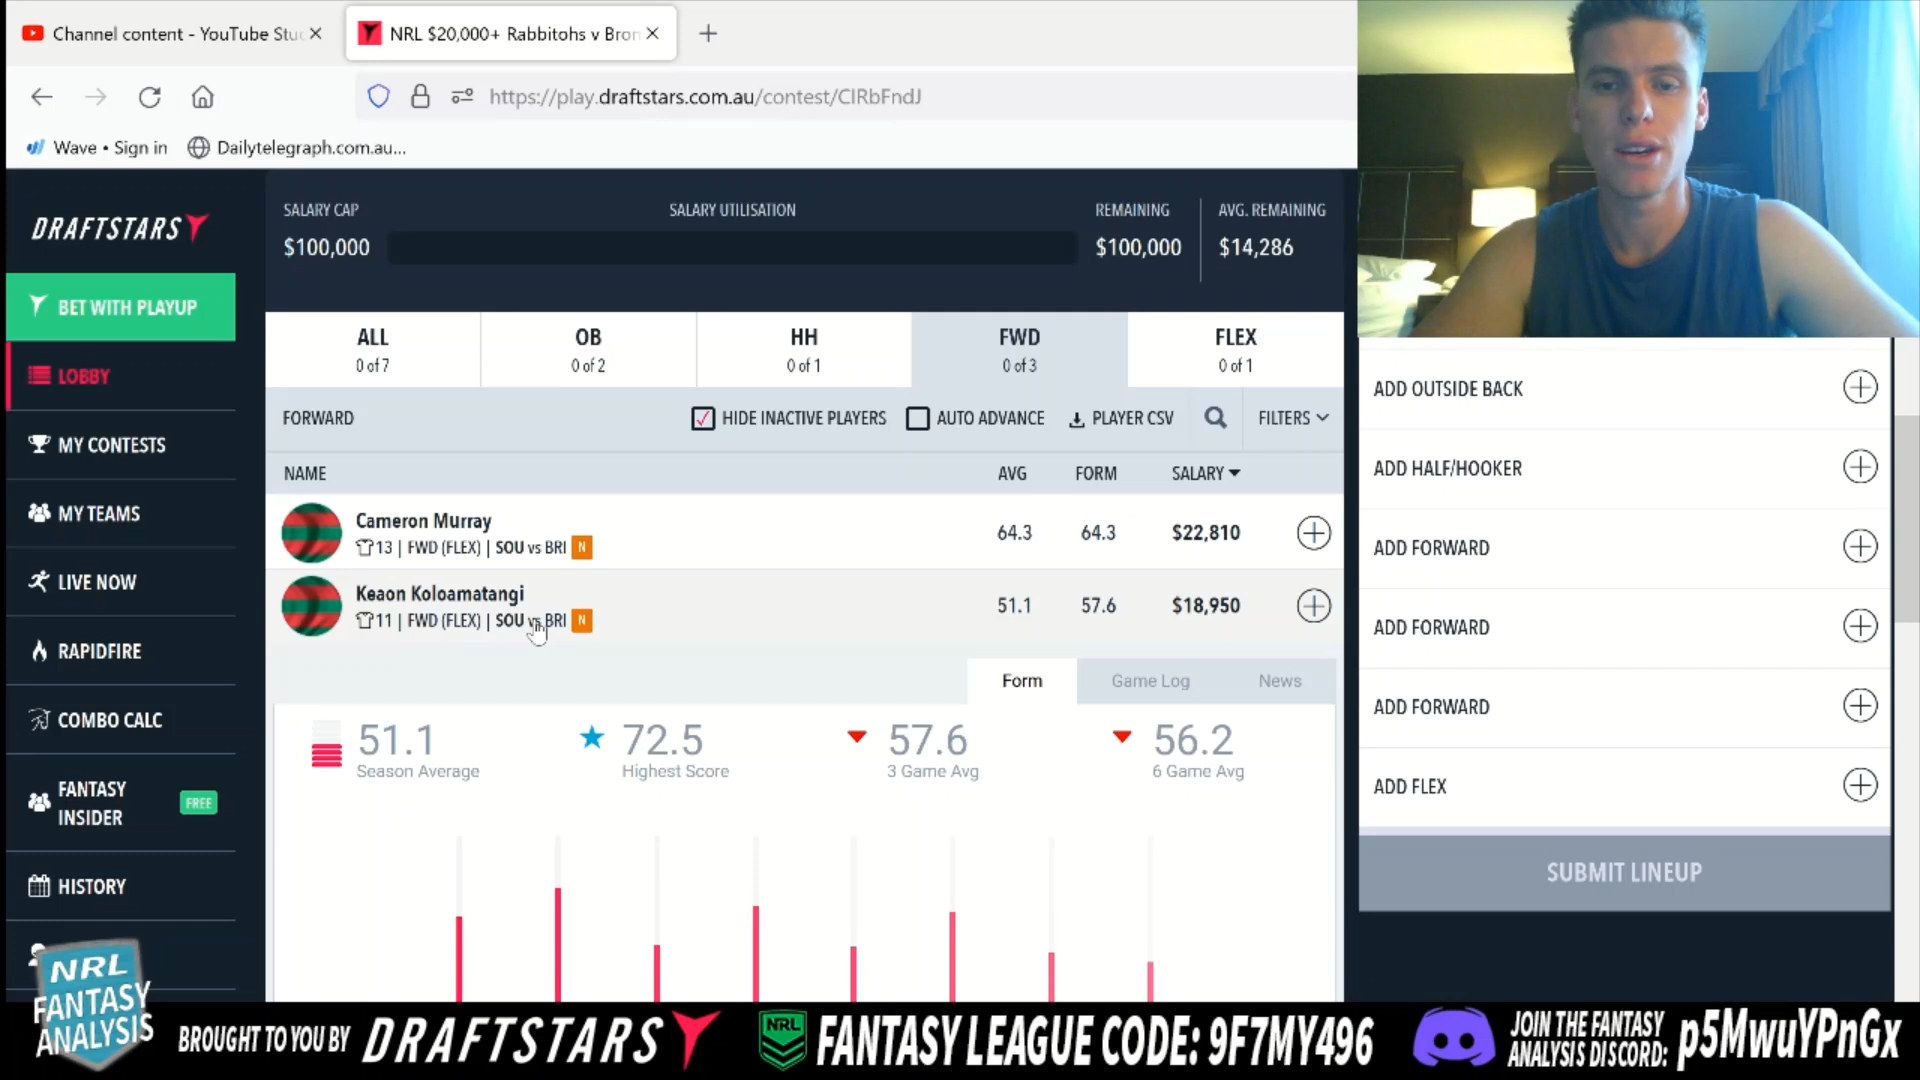 Channel content - YouTube Stu
NRL $20,000+ Rabbitohs v Bron
https://play.draftstars.com.au/contest/
Wave • Sign in
Dailytelegraph.com.au...
DRAFTSTARS
BET WITH PLAYUP
LOBBY
MY CONTESTS
MY TEAMS
LIVE NOW
RAPIDFIRE
COMBO CALC
FANTASY INSIDER
FREE
HISTORY
SALARY CAP
$100,000
SALARY UTILISATION
REMAINING
$100,000
AVG. REMAINING
$14,286
ALL
0 of 7
OB
0 of 2
HH
0 of 1
FWD
0 of 3
FLEX
0 of 1
FORWARD
HIDE INACTIVE PLAYERS
AUTO ADVANCE
PLAYER CSV
FILTERS
NAME AVG FORM SALARY
Cameron Murray
13 | FWD (FLEX) | SOU vs BRI N
64.3 64.3 $22,810
Keaon Koloamatangi
11 | FWD (FLEX) | SOU vs BRI N
51.1 57.6 $18,950
Form Game Log News
51.1
Season Average
72.5
Highest Score
57.6
3 Game Avg
56.2
6 Game Avg
ADD OUTSIDE BACK
ADD HALF/HOOKER
ADD FORWARD
ADD FORWARD
ADD FORWARD
ADD FLEX
SUBMIT LINEUP
NRL
FANTASY
ANALYSIS
BROUGHT TO YOU BY DRAFTSTARS
NRL
FANTASY LEAGUE CODE: 9F7MY496
JOIN THE FANTASY
ANALYSIS DISCORD:
p5MwuYPnGx